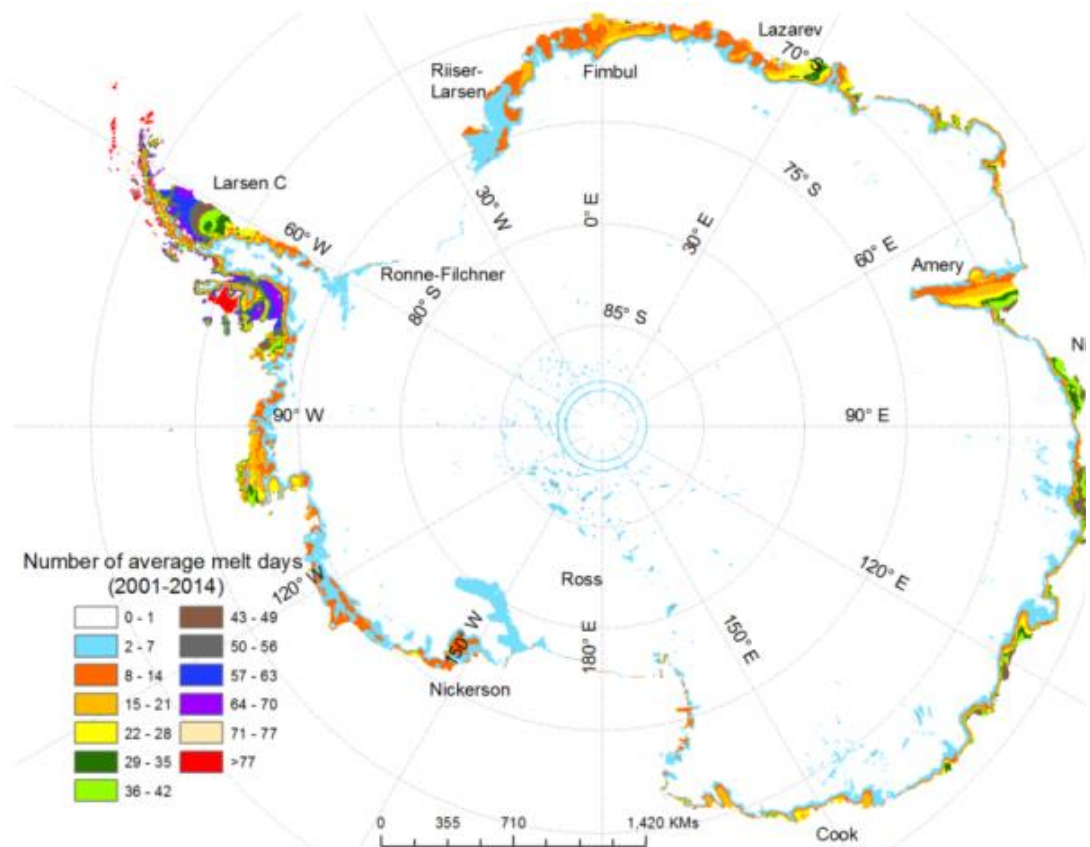 Lazarev
70° S
Riiser-
Larsen
Fimbul
Larsen C
75° S
30° W
0° E
30° E
60° W
60° E
Ronne-Filchner
Amery
80° S
85° S
Ni
90° W
90° E
Number of average melt days
(2001-2014)
120° W
120° E
Ross
0 - 1
43 - 49
2 - 7
50 - 56
150° W
180° E
150° E
8 - 14
57 - 63
Nickerson
15 - 21
64 - 70
22 - 28
71 - 77
29 - 35
>77
36 - 42
0 355 710 1,420 KMs
Cook